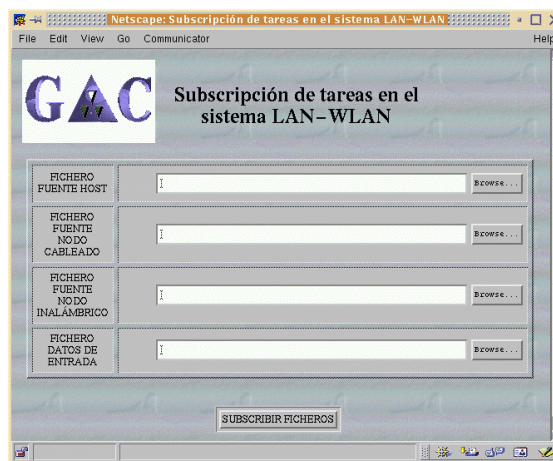 Netscape: Subscripción de tareas en el sistema LAN-WLAN
File Edit View Go Communicator Help
GAC
Subscripción de tareas en el
sistema LAN-WLAN
FICHERO
FUENTE HOST
Browse...
FICHERO
FUENTE
NODO
CABLEADO
Browse...
FICHERO
FUENTE
NODO
INALÁMBRICO
Browse...
FICHERO
DATOS DE
ENTRADA
Browse...
SUBSCRIBIR FICHEROS